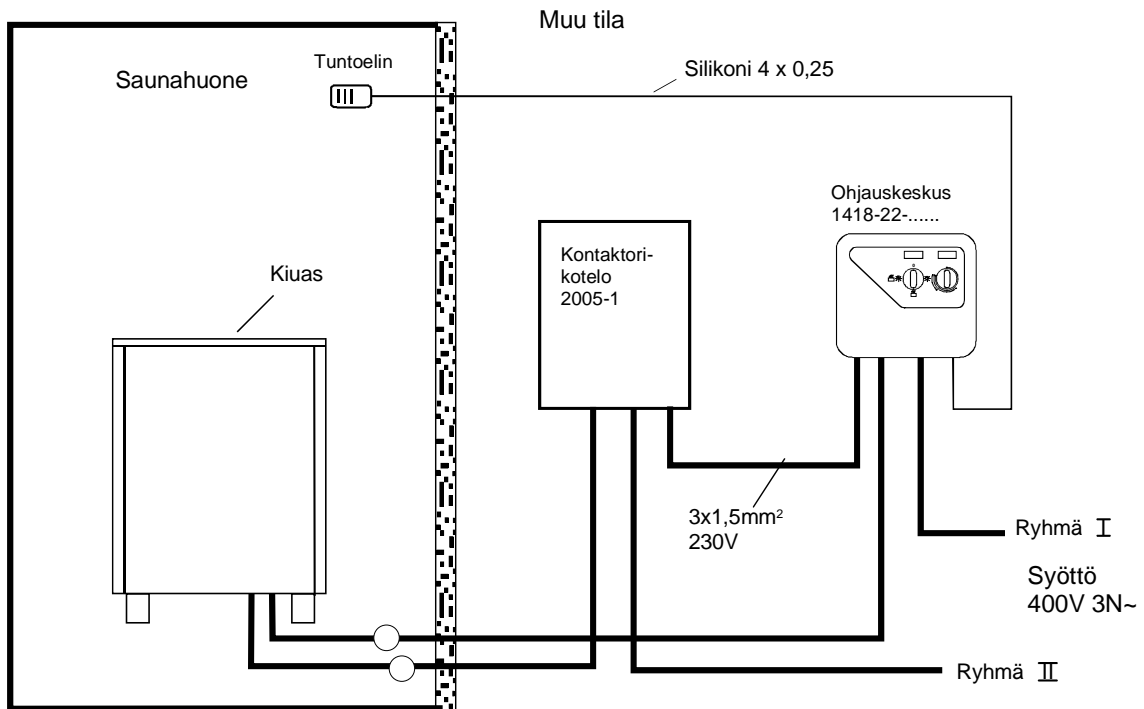 Muu tila
Saunahuone
Tuntoelin
Silikoni 4 x 0,25
Ohjauskeskus
1418-22-......
Kontaktori-
kotelo
2005-1
Kiuas
3x1,5mm²
230V
Ryhmä I
Syöttö
400V 3N~
Ryhmä II